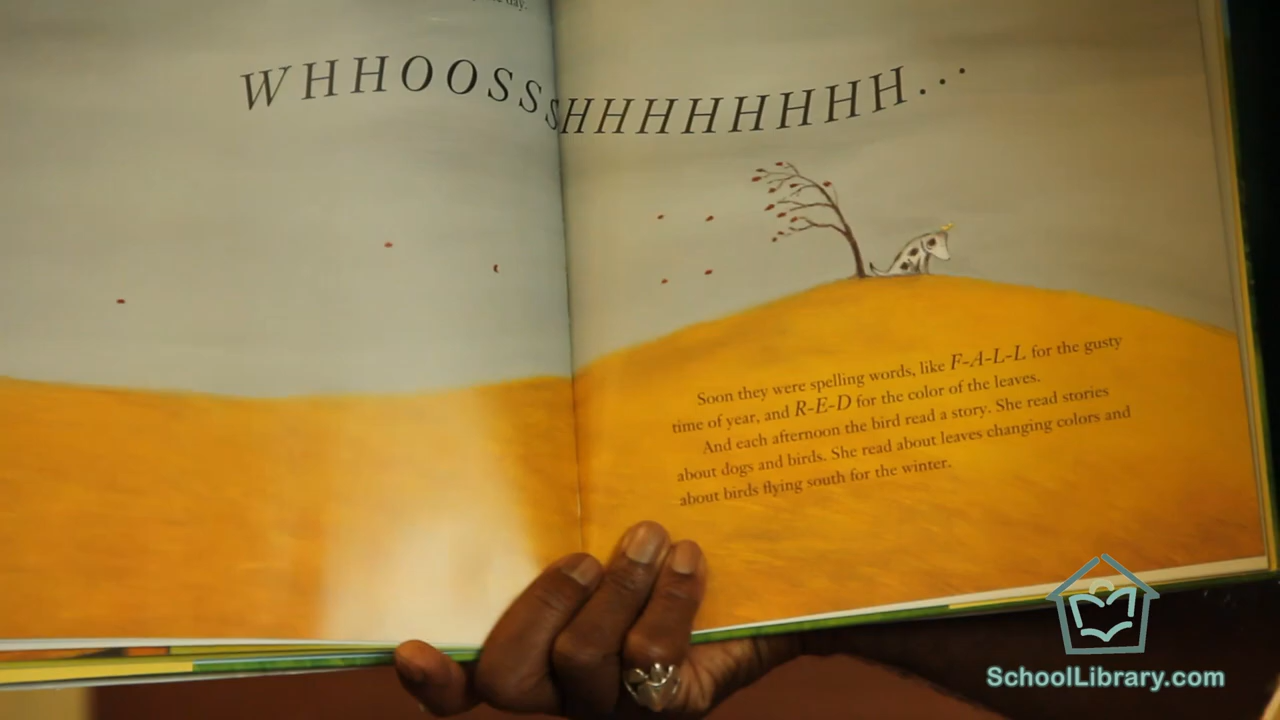 day.
WHHOOSSSHHHHHHHH...
Soon they were spelling words, like F-A-L-L for the gusty
time of year, and R-E-D for the color of the leaves.
And each afternoon the bird read a story. She read stories
about dogs and birds. She read about leaves changing colors and
about birds flying south for the winter.
SchoolLibrary.com